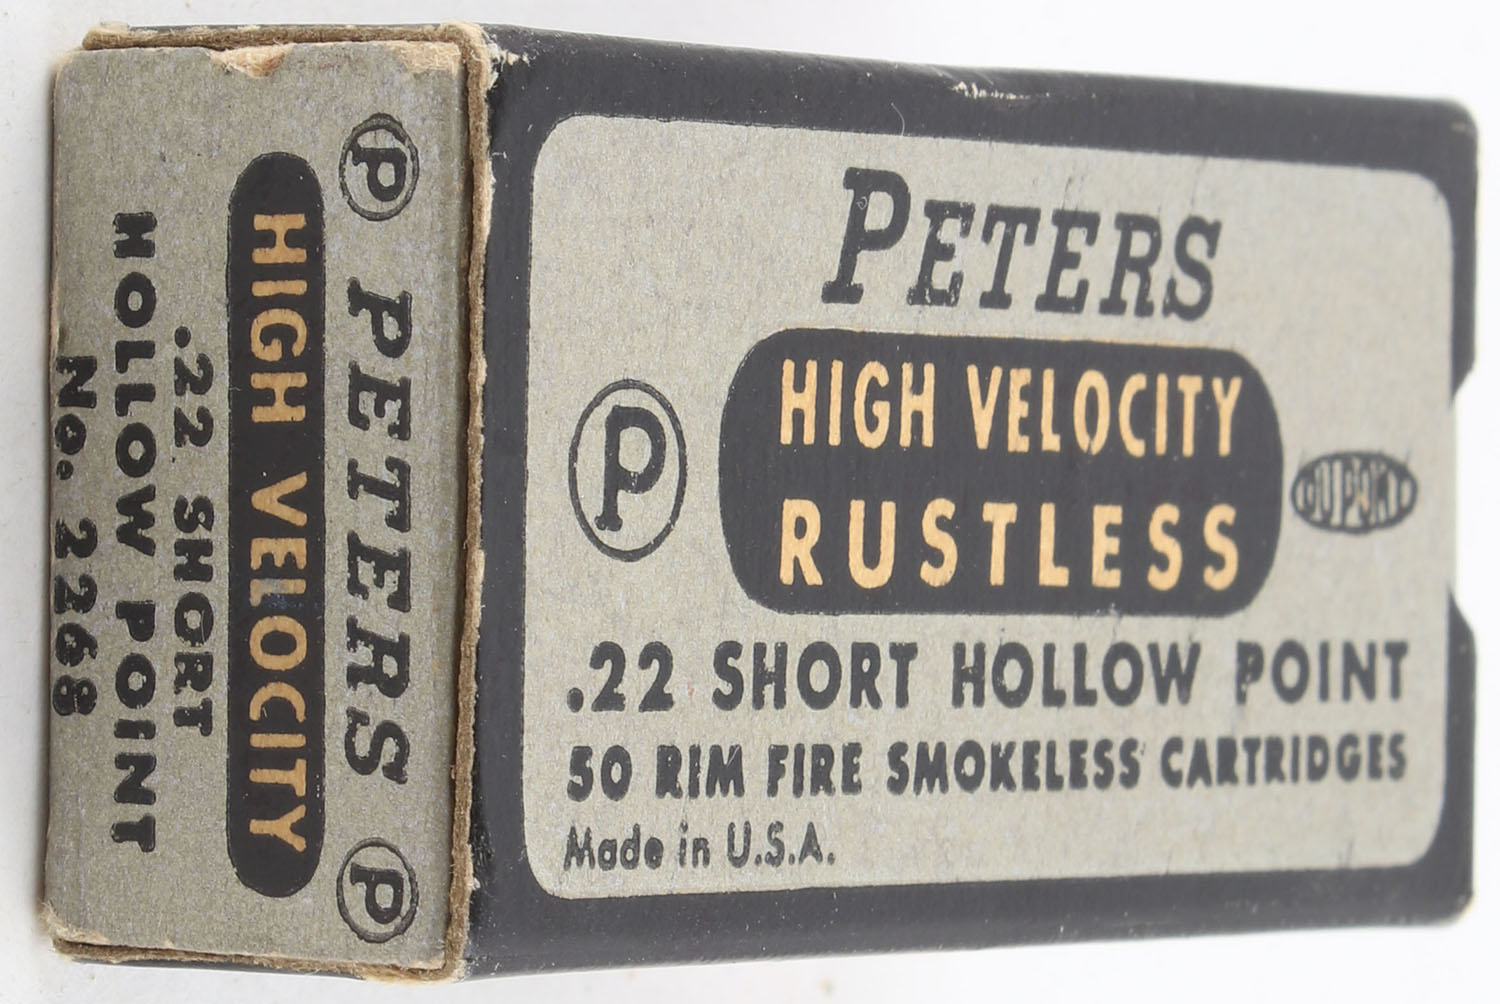 PETERS
HIGH VELOCITY
RUSTLESS
P
DUPONT
.22 SHORT HOLLOW POINT
50 RIM FIRE SMOKELESS CARTRIDGES
Made in U.S.A.
P PETERS P
HIGH VELOCITY
.22 SHORT
HOLLOW POINT
No. 2268